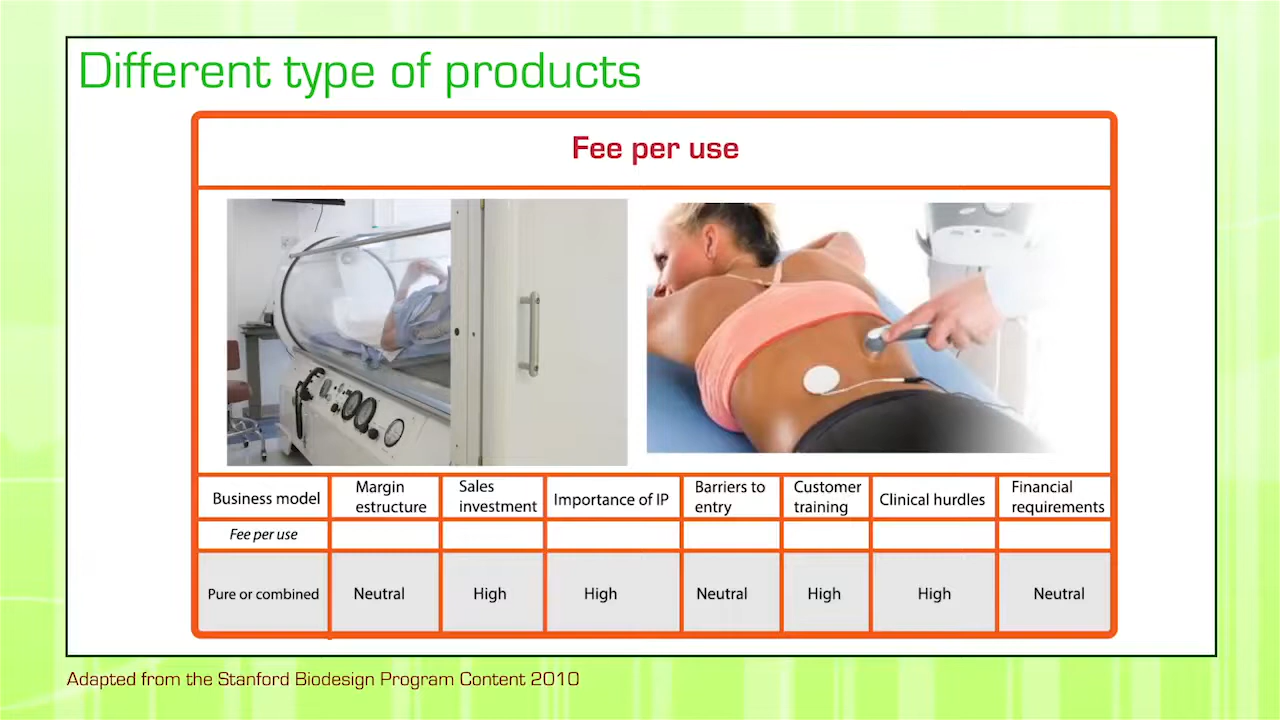 Different type of products
Fee per use
Business model
Margin
estructure
Sales
investment
Importance of IP
Barriers to
entry
Customer
training
Clinical hurdles
Financial
requirements
Fee per use
Pure or combined
Neutral
High
High
Neutral
High
High
Neutral
Adapted from the Stanford Biodesign Program Content 2010